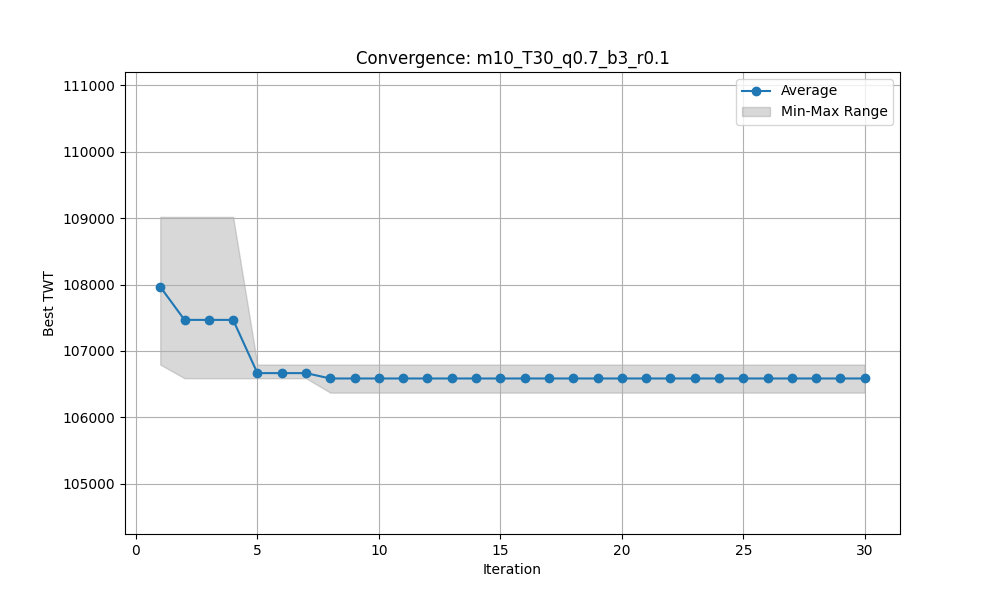 Convergence: m10_T30_q0.7_b3_r0.1
111000
110000
109000
108000
107000
106000
105000
Best TWT
Average
Min-Max Range
0 5 10 15 20 25 30
Iteration